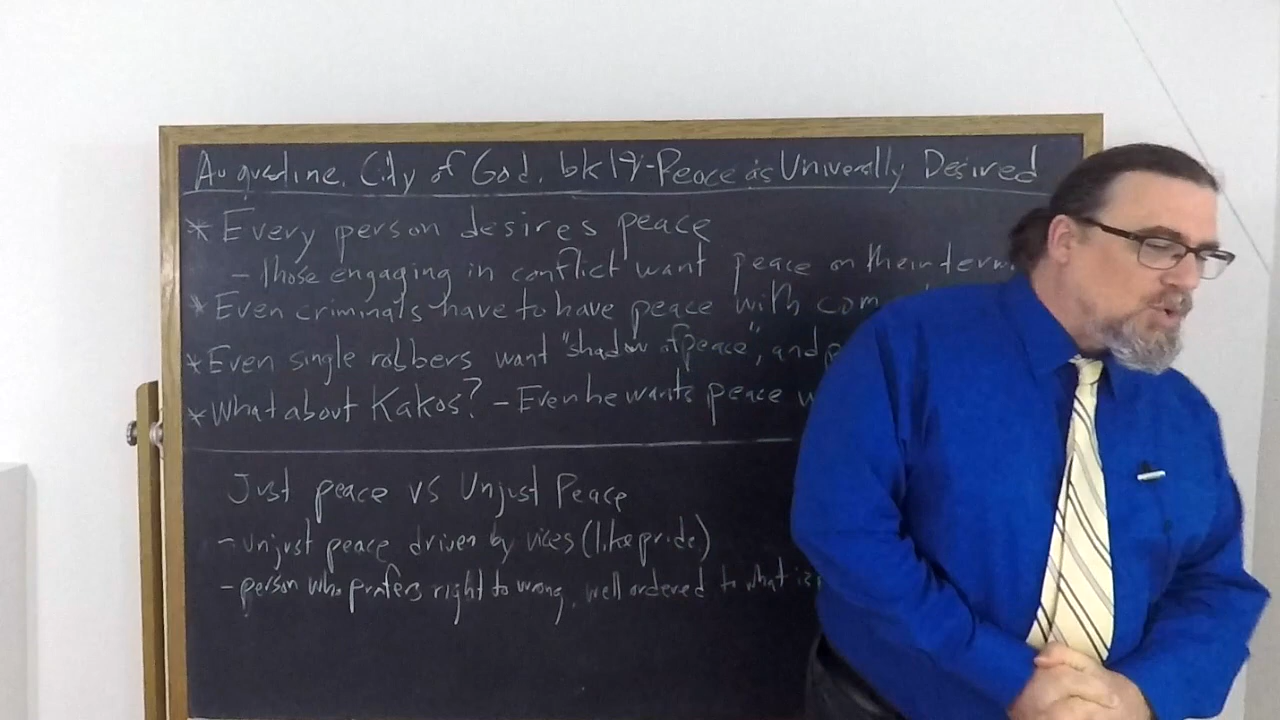 Augustine, City of God, bk 19 - Peace as Universally Desired
* Every person desires peace
- Those engaging in conflict want peace on their term
* Even criminals have to have peace with com
* Even single robbers want "shadow of peace", and p
* What about Kakos? - Even he wants peace w
Just peace vs Unjust Peace
- unjust peace driven by vices (like pride)
- person who prefers right to wrong, well ordered to what is